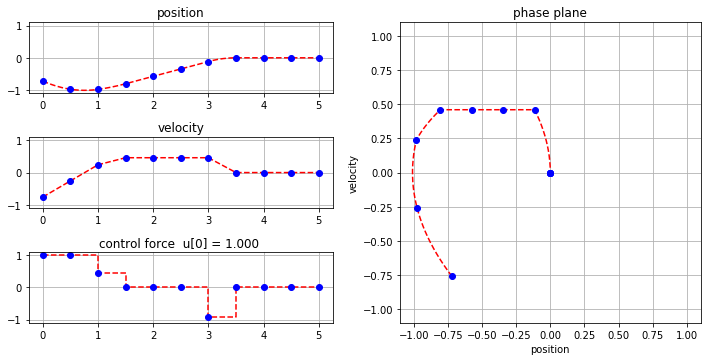 position
1
0
−1
0 1 2 3 4 5
velocity
1
0
−1
0 1 2 3 4 5
control force u[0] = 1.000
1
0
−1
0 1 2 3 4 5
phase plane
1.00
0.75
0.50
0.25
0.00
−0.25
−0.50
−0.75
−1.00
velocity
−1.00 −0.75 −0.50 −0.25 0.00 0.25 0.50 0.75 1.00
position